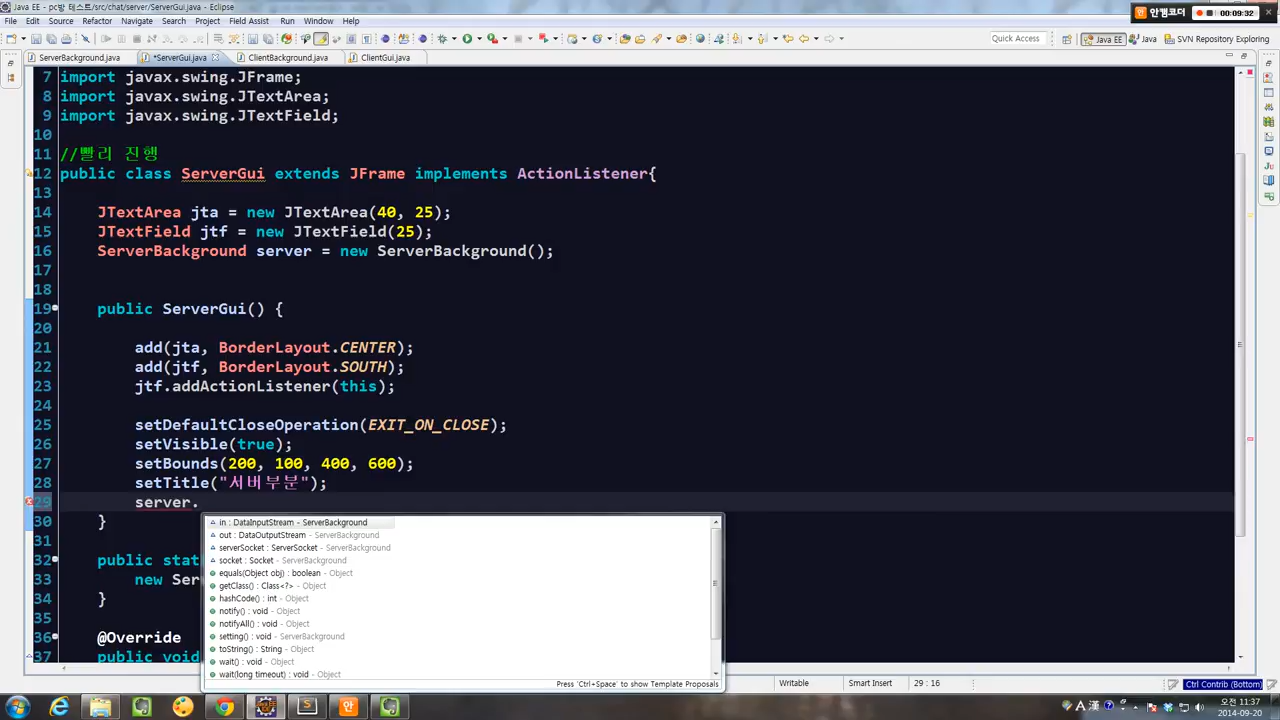 Java EE - pc방 테스트/src/chat/server/ServerGui.java - Eclipse
안캠코더 00:09:32
File Edit Source Refactor Navigate Search Project Field Assist Run Window Help
Quick Access Java EE Java SVN Repository Exploring
ServerBackground.java *ServerGui.java ClientBackground.java ClientGui.java
7 import javax.swing.JFrame;
8 import javax.swing.JTextArea;
9 import javax.swing.JTextField;
10
11 //빨리 진행
12 public class ServerGui extends JFrame implements ActionListener{
13
14 JTextArea jta = new JTextArea(40, 25);
15 JTextField jtf = new JTextField(25);
16 ServerBackground server = new ServerBackground();
17
18
19 public ServerGui() {
20
21 add(jta, BorderLayout.CENTER);
22 add(jtf, BorderLayout.SOUTH);
23 jtf.addActionListener(this);
24
25 setDefaultCloseOperation(EXIT_ON_CLOSE);
26 setVisible(true);
27 setBounds(200, 100, 400, 600);
28 setTitle("서버부분");
29 server.
30 }
31
32 public stat
33 new Ser
34 }
35
36 @Override
37 public void
in : DataInputStream - ServerBackground
out : DataOutputStream - ServerBackground
serverSocket : ServerSocket - ServerBackground
socket : Socket - ServerBackground
equals(Object obj) : boolean - Object
getClass() : Class<?> - Object
hashCode() : int - Object
notify() : void - Object
notifyAll() : void - Object
setting() : void - ServerBackground
toString() : String - Object
wait() : void - Object
wait(long timeout) : void - Object
Press 'Ctrl+Space' to show Template Proposals
Writable Smart Insert 29 : 16 Ctrl Contrib (Bottom)
A 漢 오전 11:37
2014-09-20